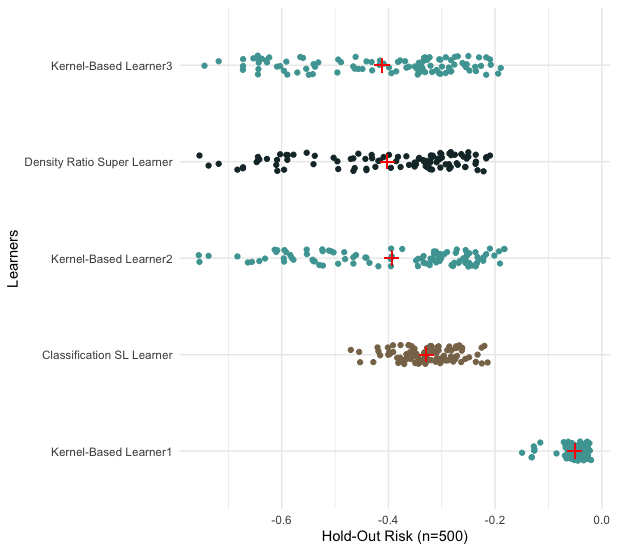 Learners
Kernel-Based Learner3
Density Ratio Super Learner
Kernel-Based Learner2
Classification SL Learner
Kernel-Based Learner1
-0.6 -0.4 -0.2 0.0
Hold-Out Risk (n=500)